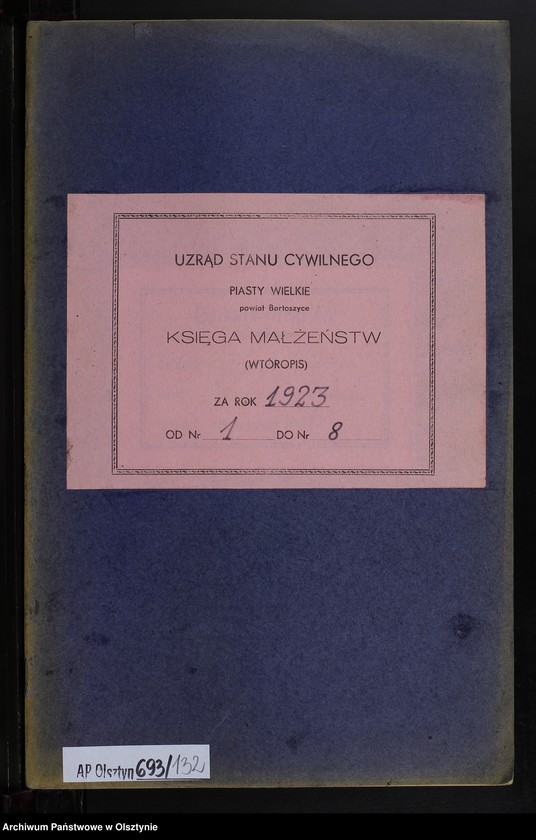 UZRĄD STANU CYWILNEGO
PIASTY WIELKIE
powiat Bartoszyce
KSIĘGA MAŁŻEŃSTW
(WTÓROPIS)
ZA ROK 1923
OD Nr 1 DO Nr 8
AP Olsztyn 693/132
Archiwum Państwowe w Olsztynie